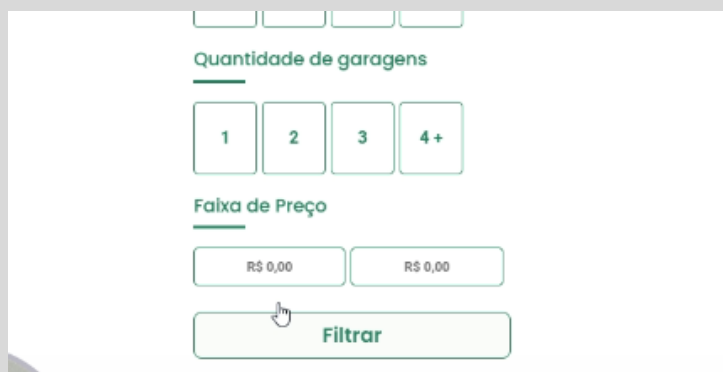 Quantidade de garagens
1 2 3 4 +
Faixa de Preço
R$ 0,00 R$ 0,00
Filtrar